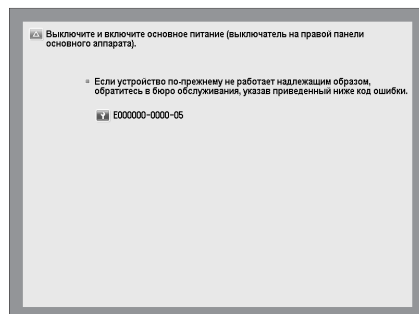 Выключите и включите основное питание (выключатель на правой панели
основного аппарата).
Если устройство по-прежнему не работает надлежащим образом,
обратитесь в бюро обслуживания, указав приведенный ниже код ошибки.
E000000-0000-05